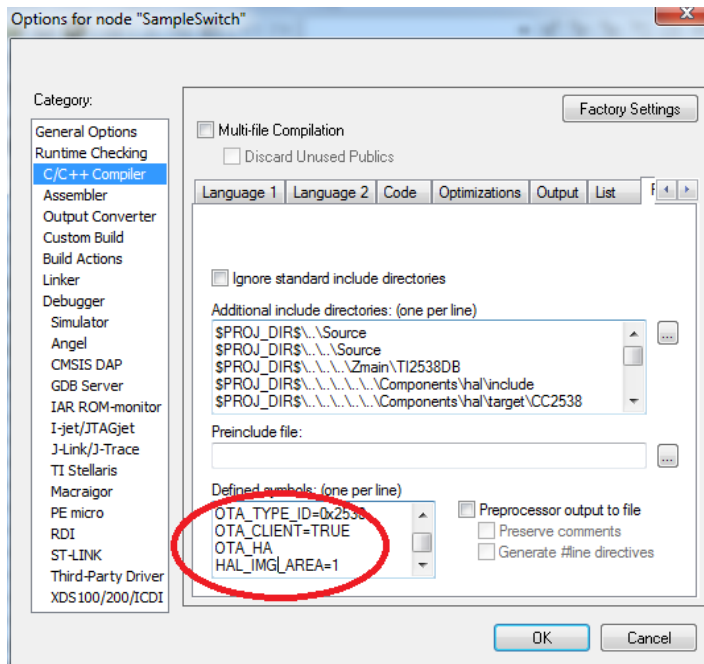 Options for node "SampleSwitch"
Category:
Factory Settings
General Options
Runtime Checking
C/C++ Compiler
Assembler
Output Converter
Custom Build
Build Actions
Linker
Debugger
Simulator
Angel
CMSIS DAP
GDB Server
IAR ROM-monitor
I-jet/JTAGjet
J-Link/J-Trace
TI Stellaris
Macraigor
PE micro
RDI
ST-LINK
Third-Party Driver
XDS100/200/ICDI
Multi-file Compilation
Discard Unused Publics
Language 1 Language 2 Code Optimizations Output List
Ignore standard include directories
Additional include directories: (one per line)
$PROJ_DIR$\..\Source
$PROJ_DIR$\..\..\Source
$PROJ_DIR$\..\..\..\Zmain\TI2538DB
$PROJ_DIR$\..\..\..\..\..\Components\hal\include
$PROJ_DIR$\..\..\..\..\..\Components\hal\target\CC2538
...
Preinclude file:
...
Defined symbols: (one per line)
OTA_TYPE_ID=0x2538
OTA_CLIENT=TRUE
OTA_HA
HAL_IMG_AREA=1
Preprocessor output to file
Preserve comments
Generate #line directives
OK
Cancel